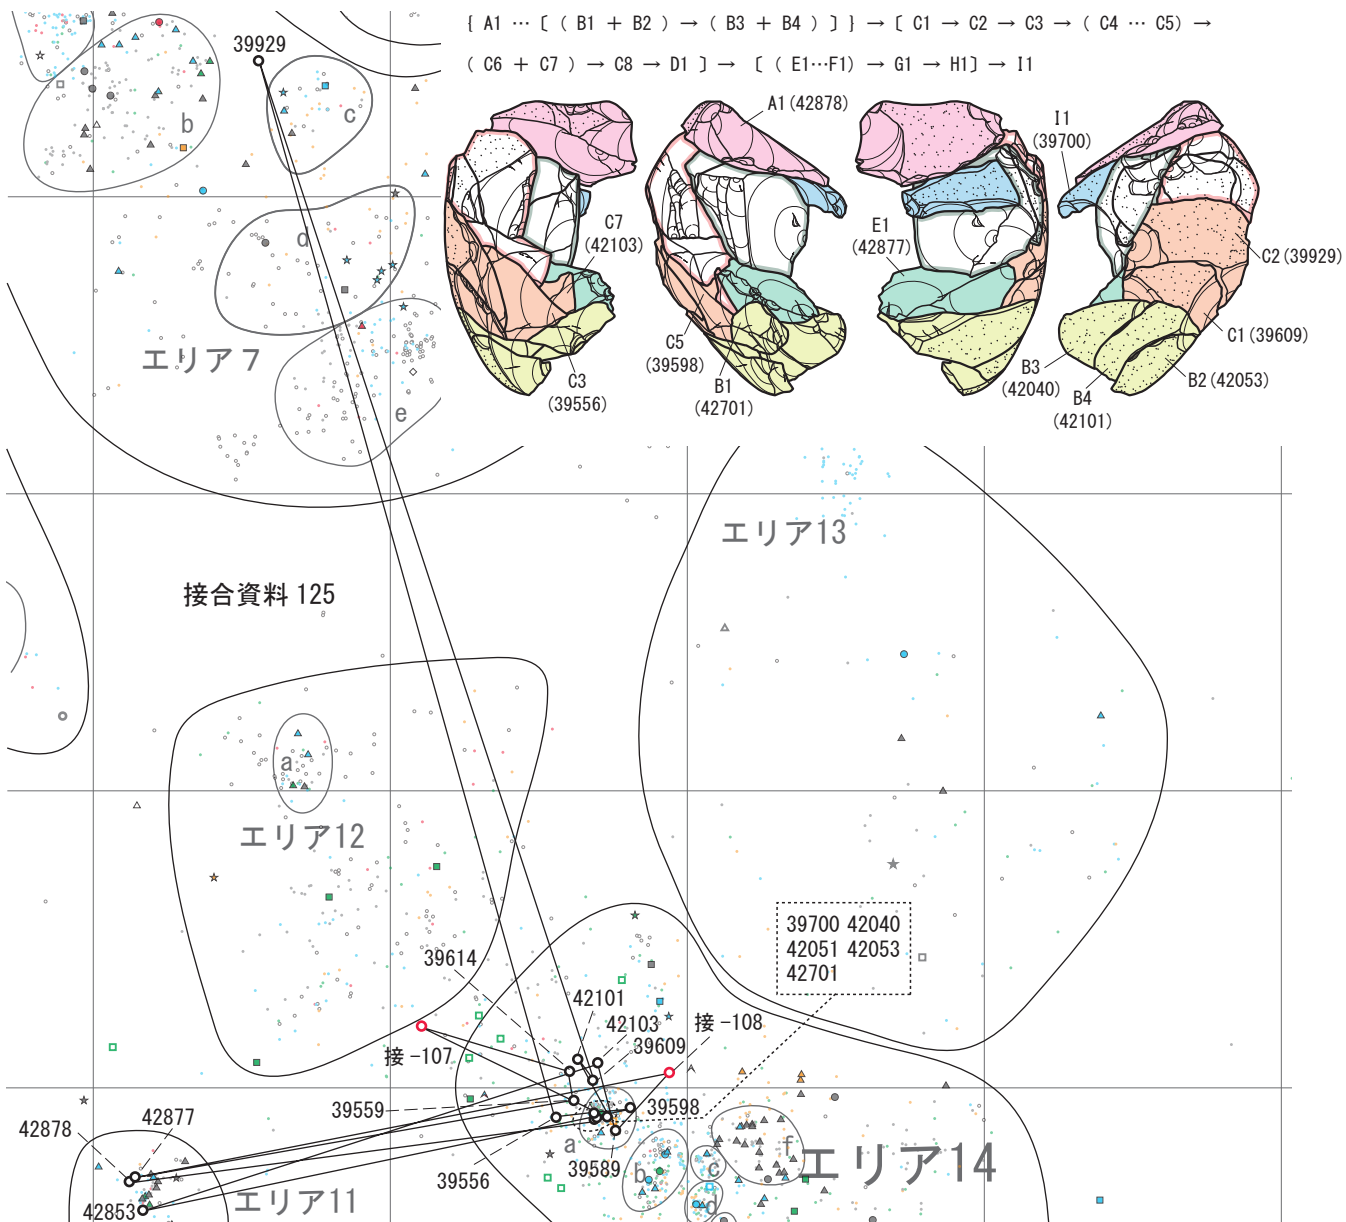 { A1 … 〔 ( B1 + B2 ) → ( B3 + B4 ) 〕 } → 〔 C1 → C2 → C3 → ( C4 … C5) →
( C6 + C7 ) → C8 → D1 〕 → 〔 ( E1…F1) → G1 → H1〕 → I1
39929
A1 (42878)
I1
(39700)
b
c
C7
(42103)
E1
(42877)
d
C2 (39929)
エリア7
C5
(39598)
C1 (39609)
C3
(39556)
B1
(42701)
B3
(42040)
B4
(42101)
B2 (42053)
e
エリア13
接合資料 125
a
エリア12
39700 42040
42051 42053
42701
39614
42101
42103
39609
接-108
接-107
39559
39598
42878
42877
a
39556
39589
b
c
d
f
エリア14
エリア11
42853